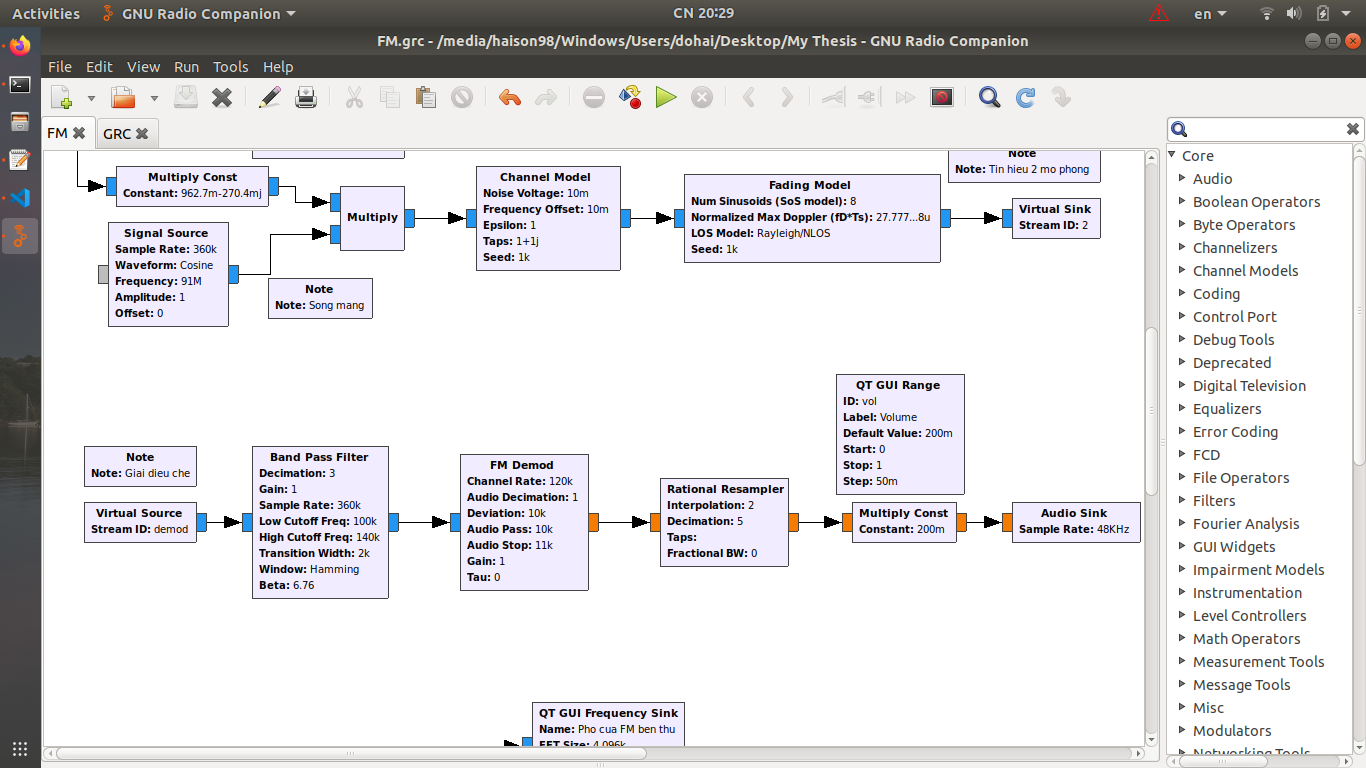 Activities
GNU Radio Companion
CN 20:29
en
FM.grc - /media/haison98/Windows/Users/dohai/Desktop/My Thesis - GNU Radio Companion
File Edit View Run Tools Help
FM
GRC
Multiply Const
Constant: 962.7m-270.4mj
Signal Source
Sample Rate: 360k
Waveform: Cosine
Frequency: 91M
Amplitude: 1
Offset: 0
Multiply
Note
Note: Song mang
Channel Model
Noise Voltage: 10m
Frequency Offset: 10m
Epsilon: 1
Taps: 1+1j
Seed: 1k
Fading Model
Num Sinusoids (SoS model): 8
Normalized Max Doppler (fD*Ts): 27.777...8u
LOS Model: Rayleigh/NLOS
Seed: 1k
Note
Note: Tin hieu 2 mo phong
Virtual Sink
Stream ID: 2
Note
Note: Giai dieu che
Virtual Source
Stream ID: demod
Band Pass Filter
Decimation: 3
Gain: 1
Sample Rate: 360k
Low Cutoff Freq: 100k
High Cutoff Freq: 140k
Transition Width: 2k
Window: Hamming
Beta: 6.76
FM Demod
Channel Rate: 120k
Audio Decimation: 1
Deviation: 10k
Audio Pass: 10k
Audio Stop: 11k
Gain: 1
Tau: 0
Rational Resampler
Interpolation: 2
Decimation: 5
Taps:
Fractional BW: 0
QT GUI Range
ID: vol
Label: Volume
Default Value: 200m
Start: 0
Stop: 1
Step: 50m
Multiply Const
Constant: 200m
Audio Sink
Sample Rate: 48KHz
QT GUI Frequency Sink
Name: Pho cua FM ben thu
FFT Size: 4.096k
Core
Audio
Boolean Operators
Byte Operators
Channelizers
Channel Models
Coding
Control Port
Debug Tools
Deprecated
Digital Television
Equalizers
Error Coding
FCD
File Operators
Filters
Fourier Analysis
GUI Widgets
Impairment Models
Instrumentation
Level Controllers
Math Operators
Measurement Tools
Message Tools
Misc
Modulators
Networking Tools